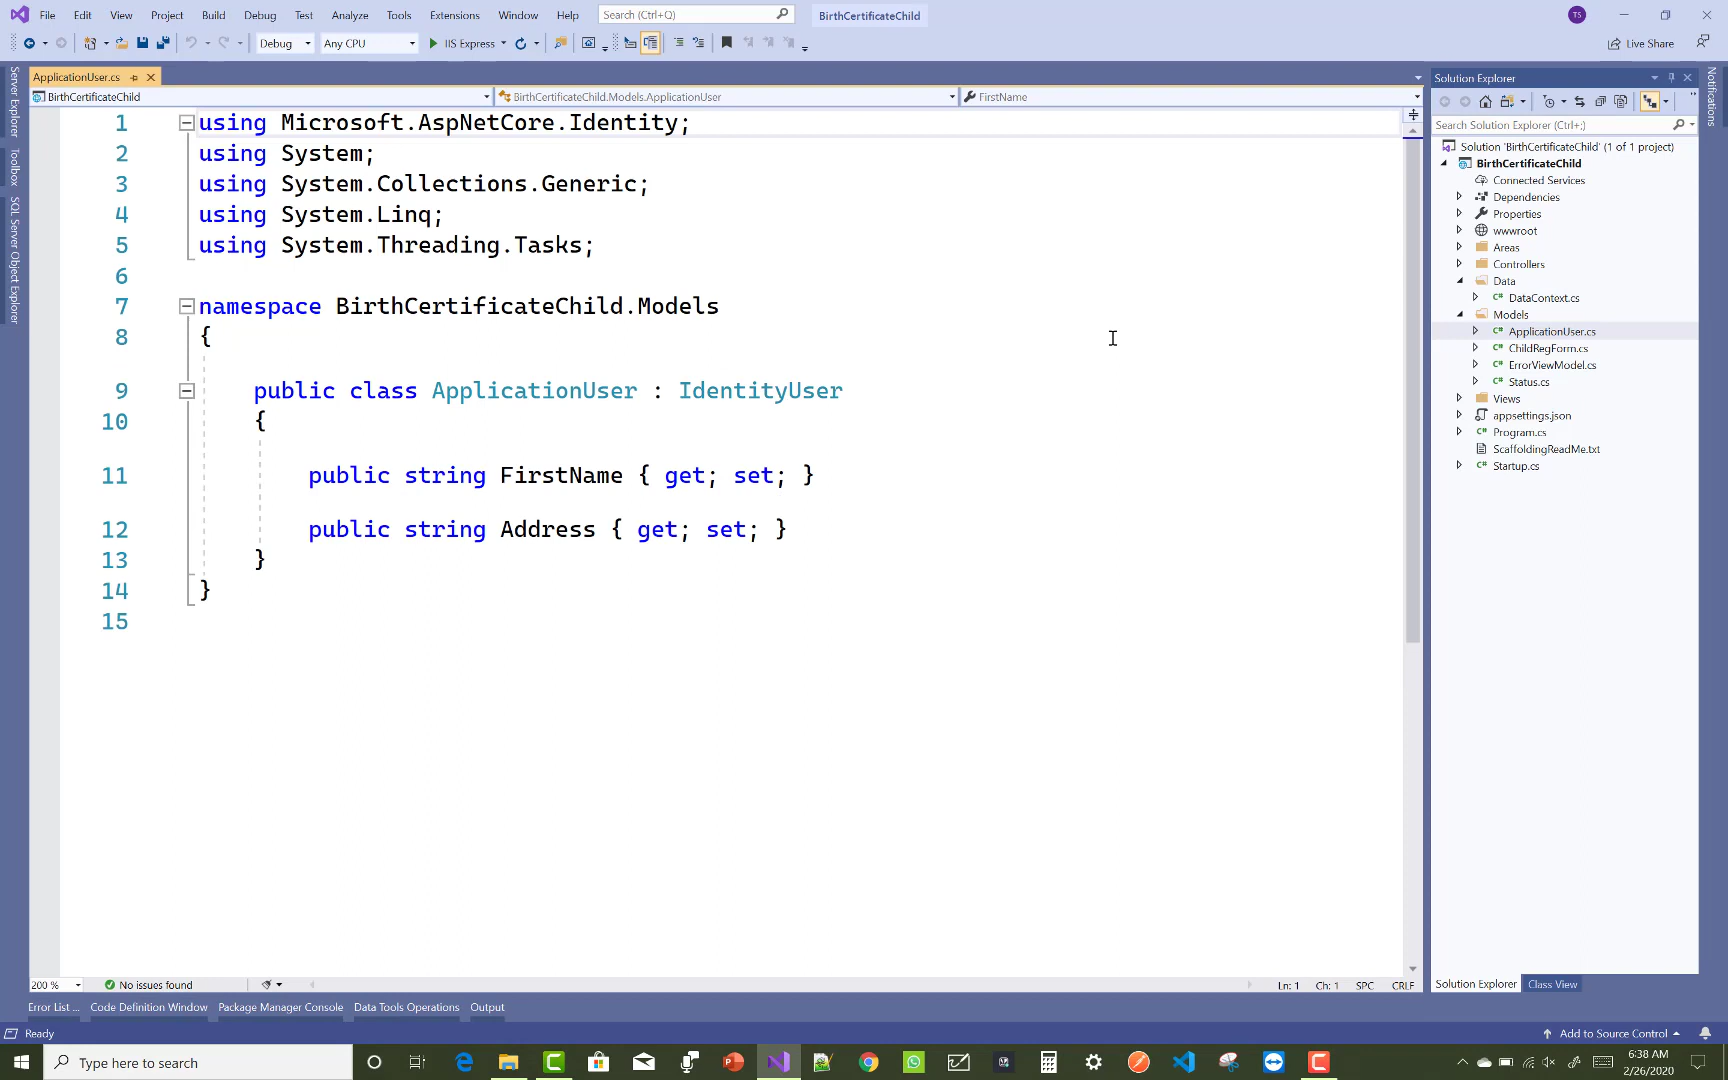 File Edit View Project Build Debug Test Analyze Tools Extensions Window Help Search (Ctrl+Q) BirthCertificateChild TS
Debug Any CPU IIS Express Live Share
Server Explorer
Toolbox
SQL Server Object Explorer
ApplicationUser.cs
BirthCertificateChild BirthCertificateChild.Models.ApplicationUser FirstName
1 using Microsoft.AspNetCore.Identity;
2 using System;
3 using System.Collections.Generic;
4 using System.Linq;
5 using System.Threading.Tasks;
6
7 namespace BirthCertificateChild.Models
8 {
9 public class ApplicationUser : IdentityUser
10 {
11 public string FirstName { get; set; }
12 public string Address { get; set; }
13 }
14 }
15
200 % No issues found Ln: 1 Ch: 1 SPC CRLF
Solution Explorer
Search Solution Explorer (Ctrl+;)
Solution 'BirthCertificateChild' (1 of 1 project)
BirthCertificateChild
Connected Services
Dependencies
Properties
wwwroot
Areas
Controllers
Data
C# DataContext.cs
Models
C# ApplicationUser.cs
C# ChildRegForm.cs
C# ErrorViewModel.cs
C# Status.cs
Views
appsettings.json
C# Program.cs
ScaffoldingReadMe.txt
C# Startup.cs
Solution Explorer Class View
Notifications
Error List ... Code Definition Window Package Manager Console Data Tools Operations Output
Ready Add to Source Control
Type here to search
6:38 AM
2/26/2020